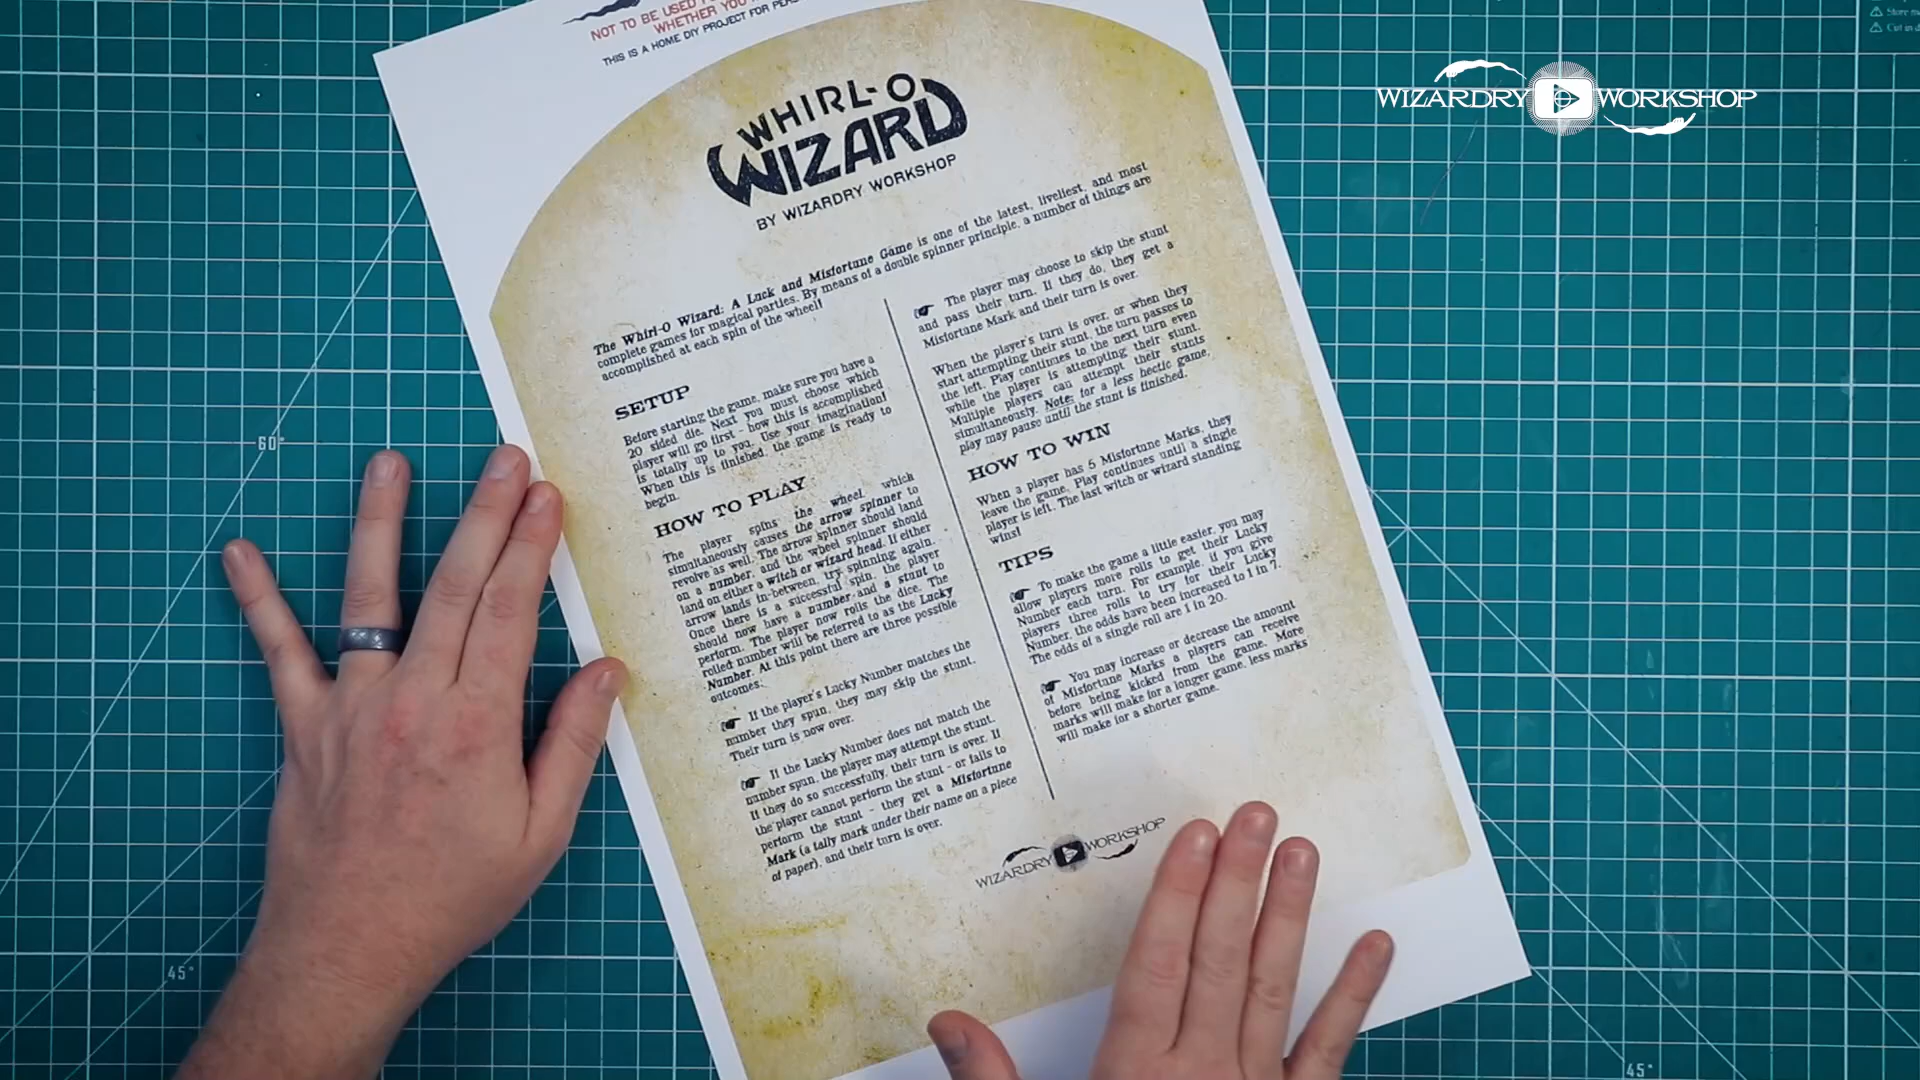 NOT TO BE USED
WHETHER YOU
THIS IS A HOME DIY PROJECT FOR
WHIRL-O
WIZARD
BY WIZARDRY WORKSHOP
The Whirl-O Wizard: A Luck and Misfortune Game is one of the latest, liveliest, and most
complete games for magical parties. By means of a double spinner principle, a number of things are
accomplished at each spin of the wheel!
SETUP
Before starting the game, make sure you have a
20 sided die. Next you must choose which
player will go first - how this is accomplished
is totally up to you. Use your imagination!
When this is finished, the game is ready to
begin.
HOW TO PLAY
The player spins the wheel, which
simultaneously causes the arrow spinner to
revolve as well. The arrow spinner should land
on a number, and the wheel spinner should
land on either a witch or wizard head. If either
arrow lands in-between, try spinning again.
Once there is a successful spin, the player
should now have a number and a stunt to
perform. The player now rolls the dice. The
rolled number will be referred to as the Lucky
Number. At this point there are three possible
outcomes:
If the player's Lucky Number matches the
number they spun, they may skip the stunt.
Their turn is now over.
If the Lucky Number does not match the
number spun, the player may attempt the stunt.
If they do so successfully, their turn is over. If
the player cannot perform the stunt - or fails to
perform the stunt - they get a Misfortune
Mark (a tally mark under their name on a piece
of paper), and their turn is over.
The player may choose to skip the stunt
and pass their turn. If they do, they get a
Misfortune Mark and their turn is over.
When the player's turn is over, or when they
start attempting their stunt, the turn passes to
the left. Play continues to the next turn even
while the player is attempting their stunt.
Multiple players can attempt their stunts
simultaneously. Note: for a less hectic game,
play may pause until the stunt is finished.
HOW TO WIN
When a player has 5 Misfortune Marks, they
leave the game. Play continues until a single
player is left. The last witch or wizard standing
wins!
TIPS
To make the game a little easier, you may
allow players more rolls to get their Lucky
Number each turn. For example, if you give
players three rolls to try for their Lucky
Number, the odds have been increased to 1 in 7.
The odds of a single roll are 1 in 20.
You may increase or decrease the amount
of Misfortune Marks a players can receive
before being kicked from the game. More
marks will make for a longer game, less marks
will make for a shorter game.
WIZARDRY WORKSHOP
WIZARDRY WORKSHOP
60°
45°
45°